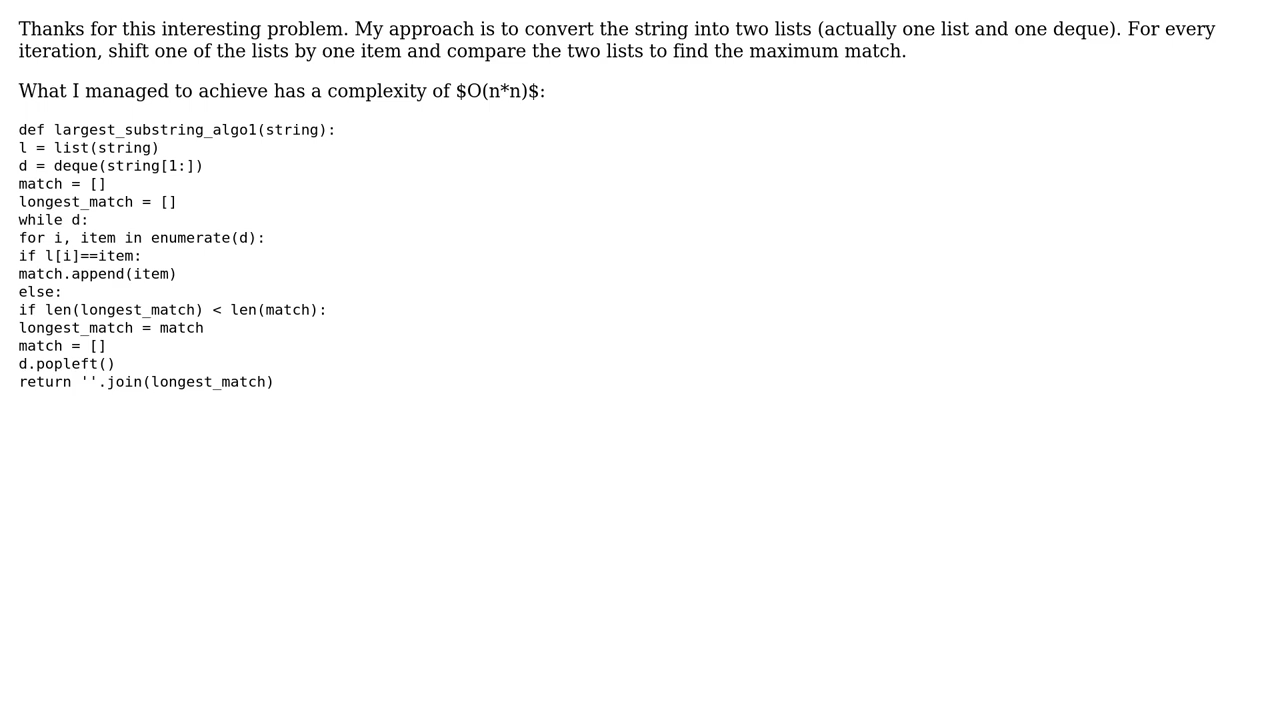 Thanks for this interesting problem. My approach is to convert the string into two lists (actually one list and one deque). For every
iteration, shift one of the lists by one item and compare the two lists to find the maximum match.
What I managed to achieve has a complexity of $O(n*n)$:
def largest_substring_algo1(string):
l = list(string)
d = deque(string[1:])
match = []
longest_match = []
while d:
for i, item in enumerate(d):
if l[i]==item:
match.append(item)
else:
if len(longest_match) < len(match):
longest_match = match
match = []
d.popleft()
return ''.join(longest_match)